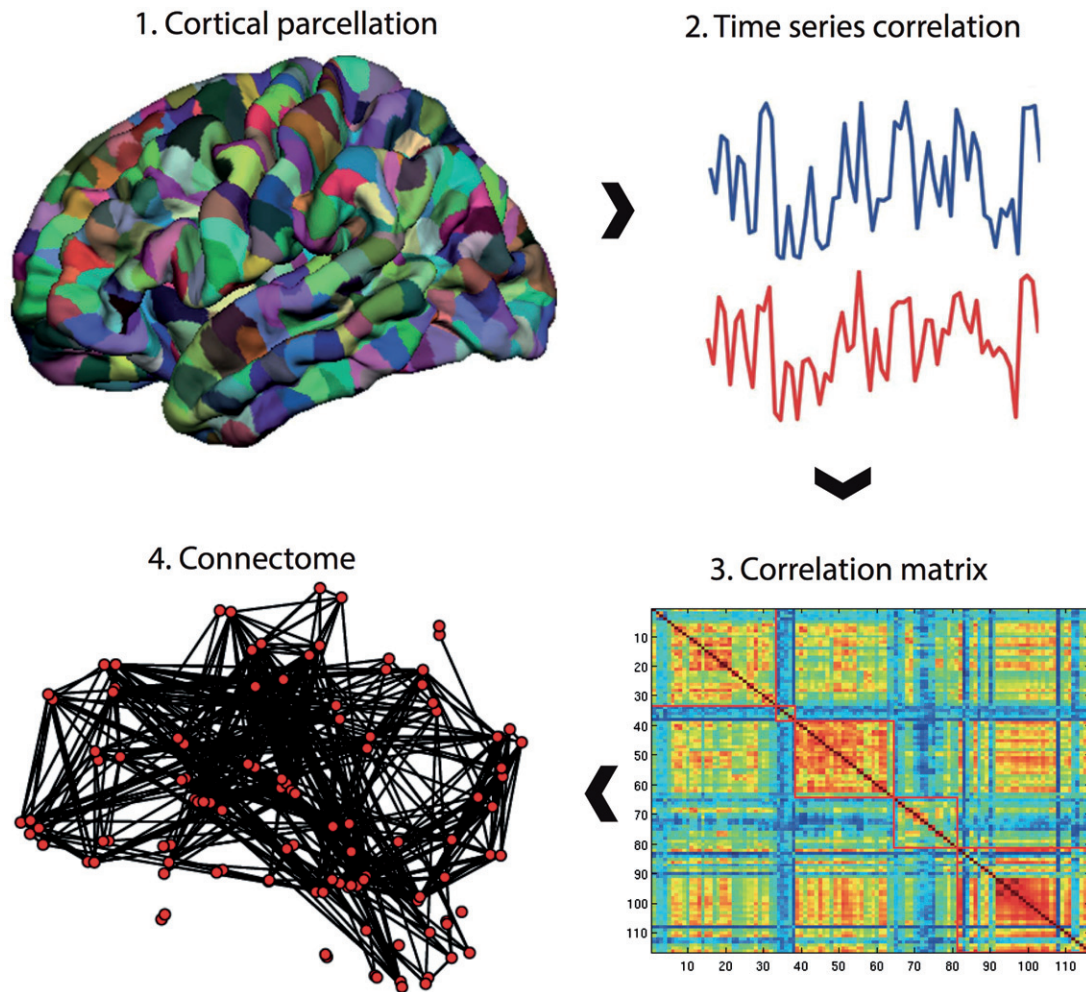 1. Cortical parcellation
2. Time series correlation
4. Connectome
3. Correlation matrix
10
20
30
40
50
60
70
80
90
100
110
10 20 30 40 50 60 70 80 90 100 110